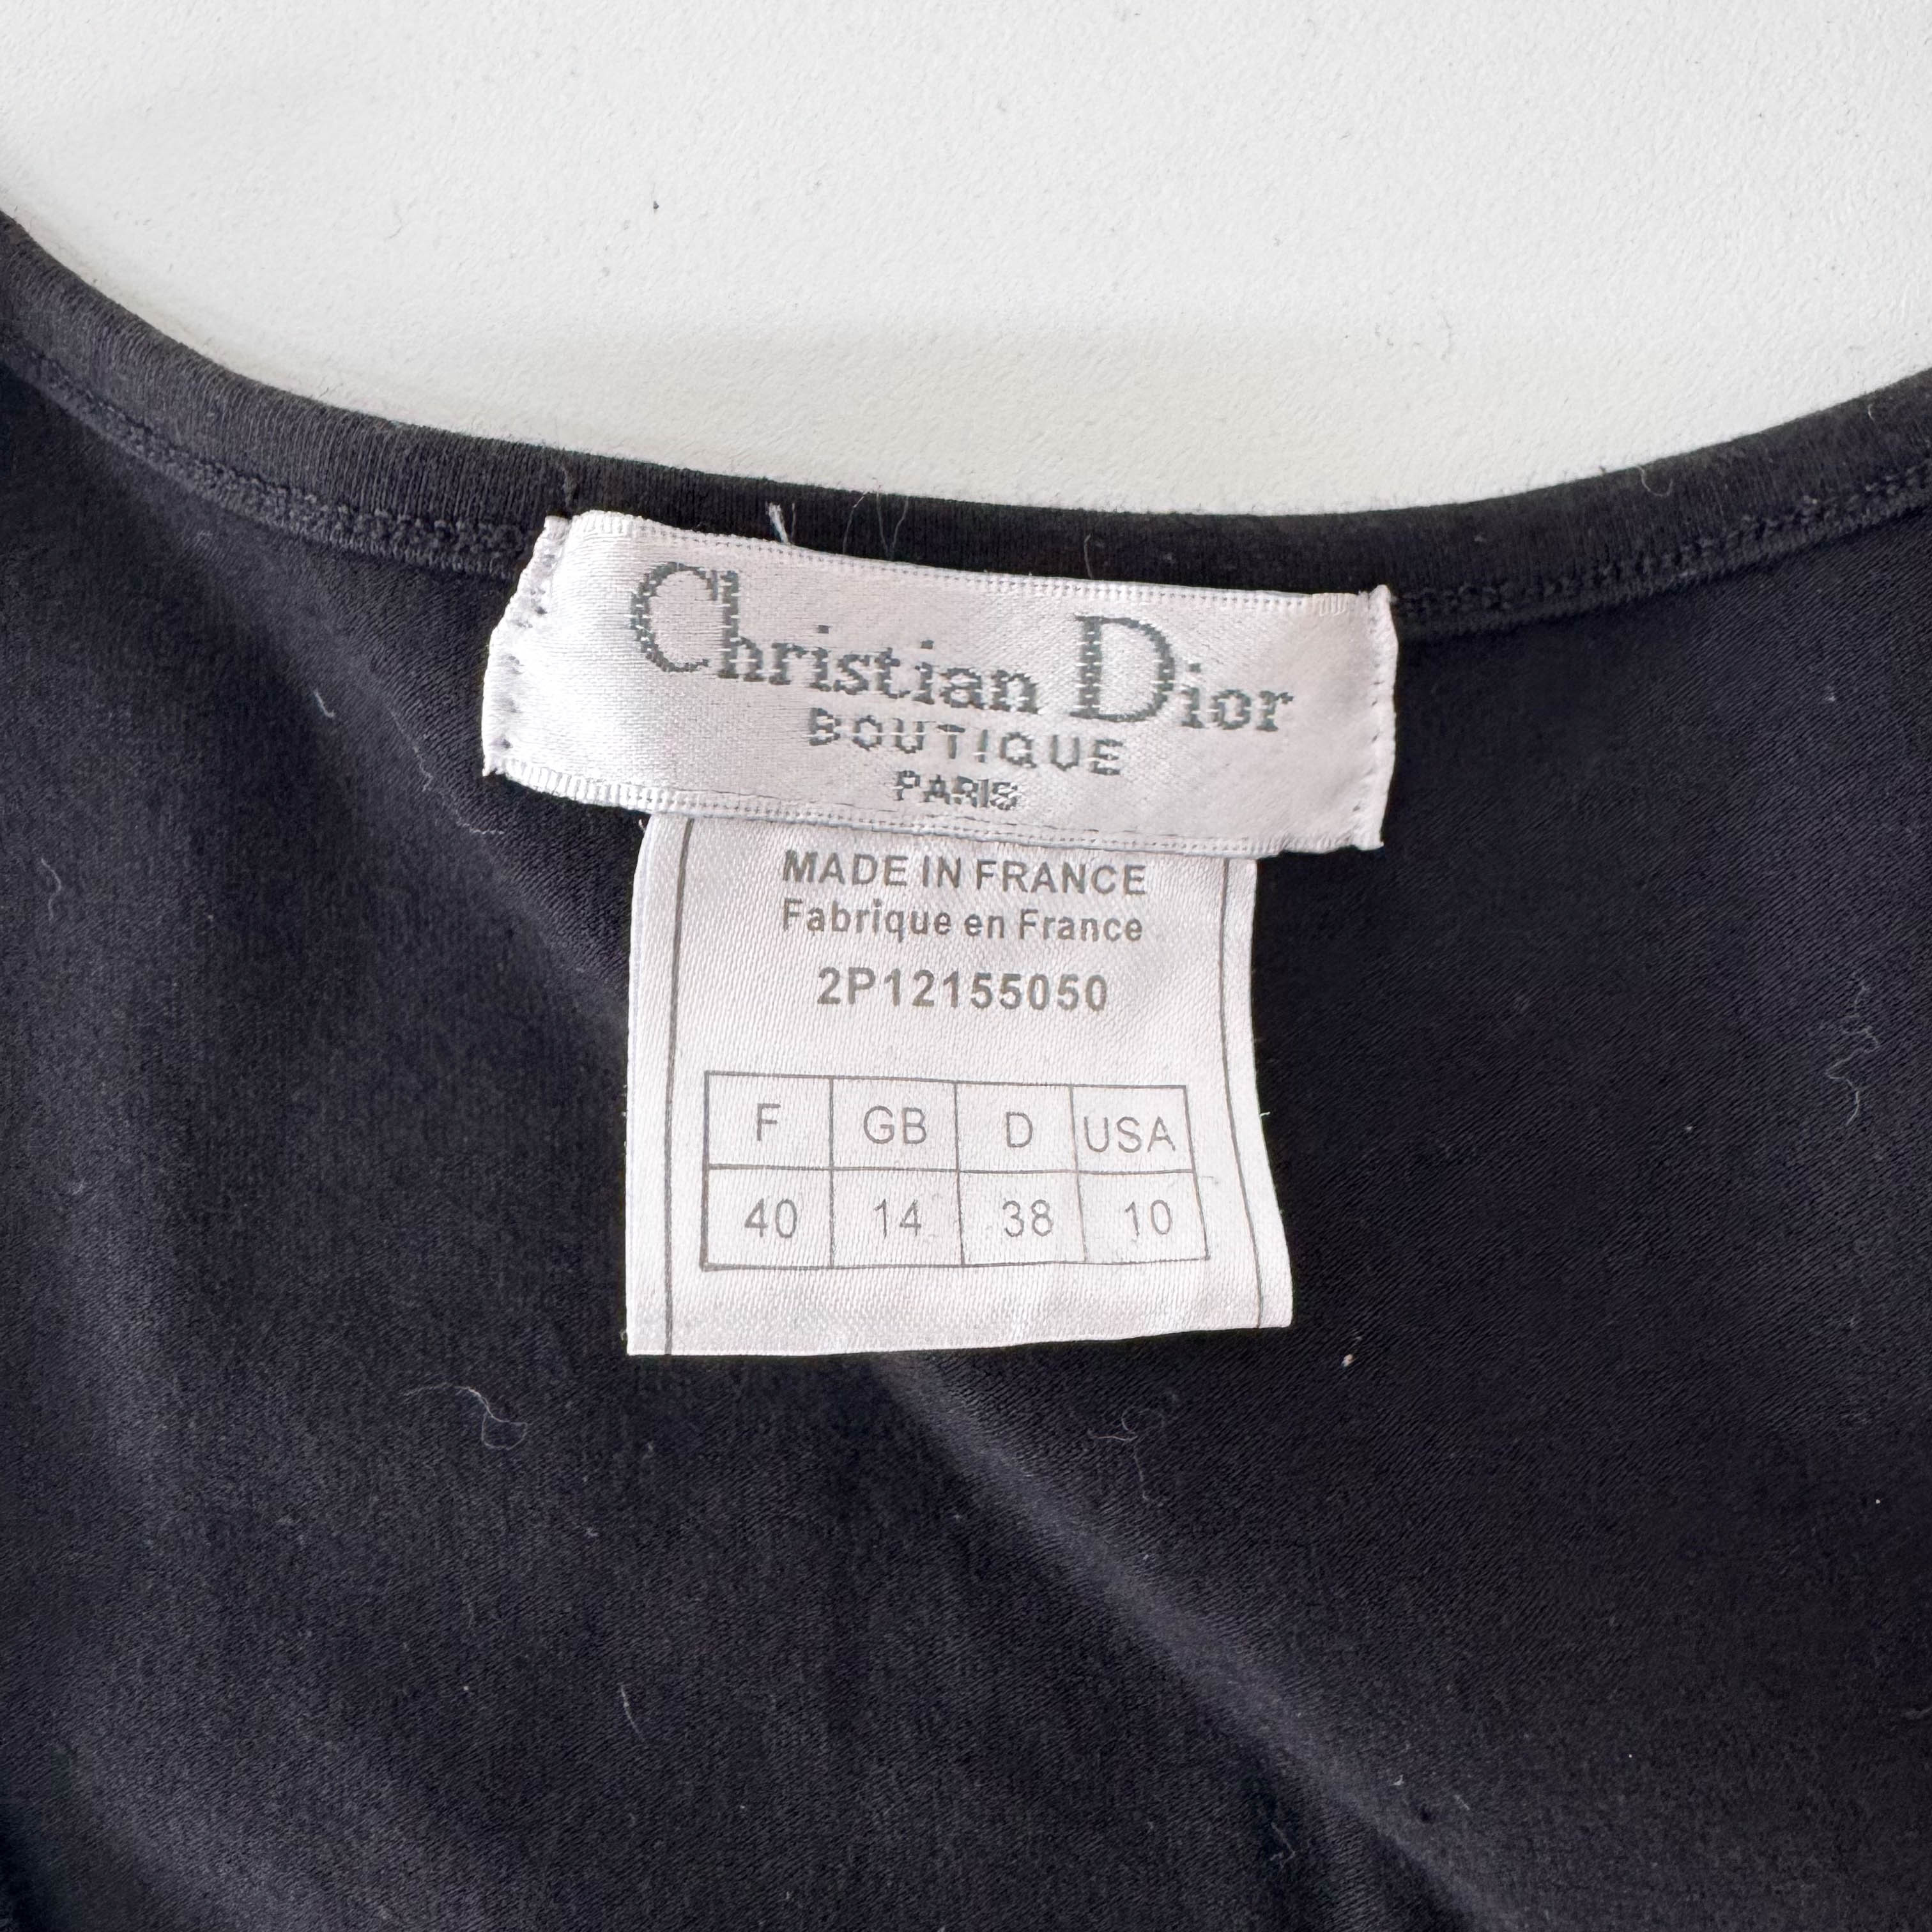 Christian Dior
BOUTIQUE
PARIS
MADE IN FRANCE
Fabrique en France
2P12155050
F GB D USA
40 14 38 10